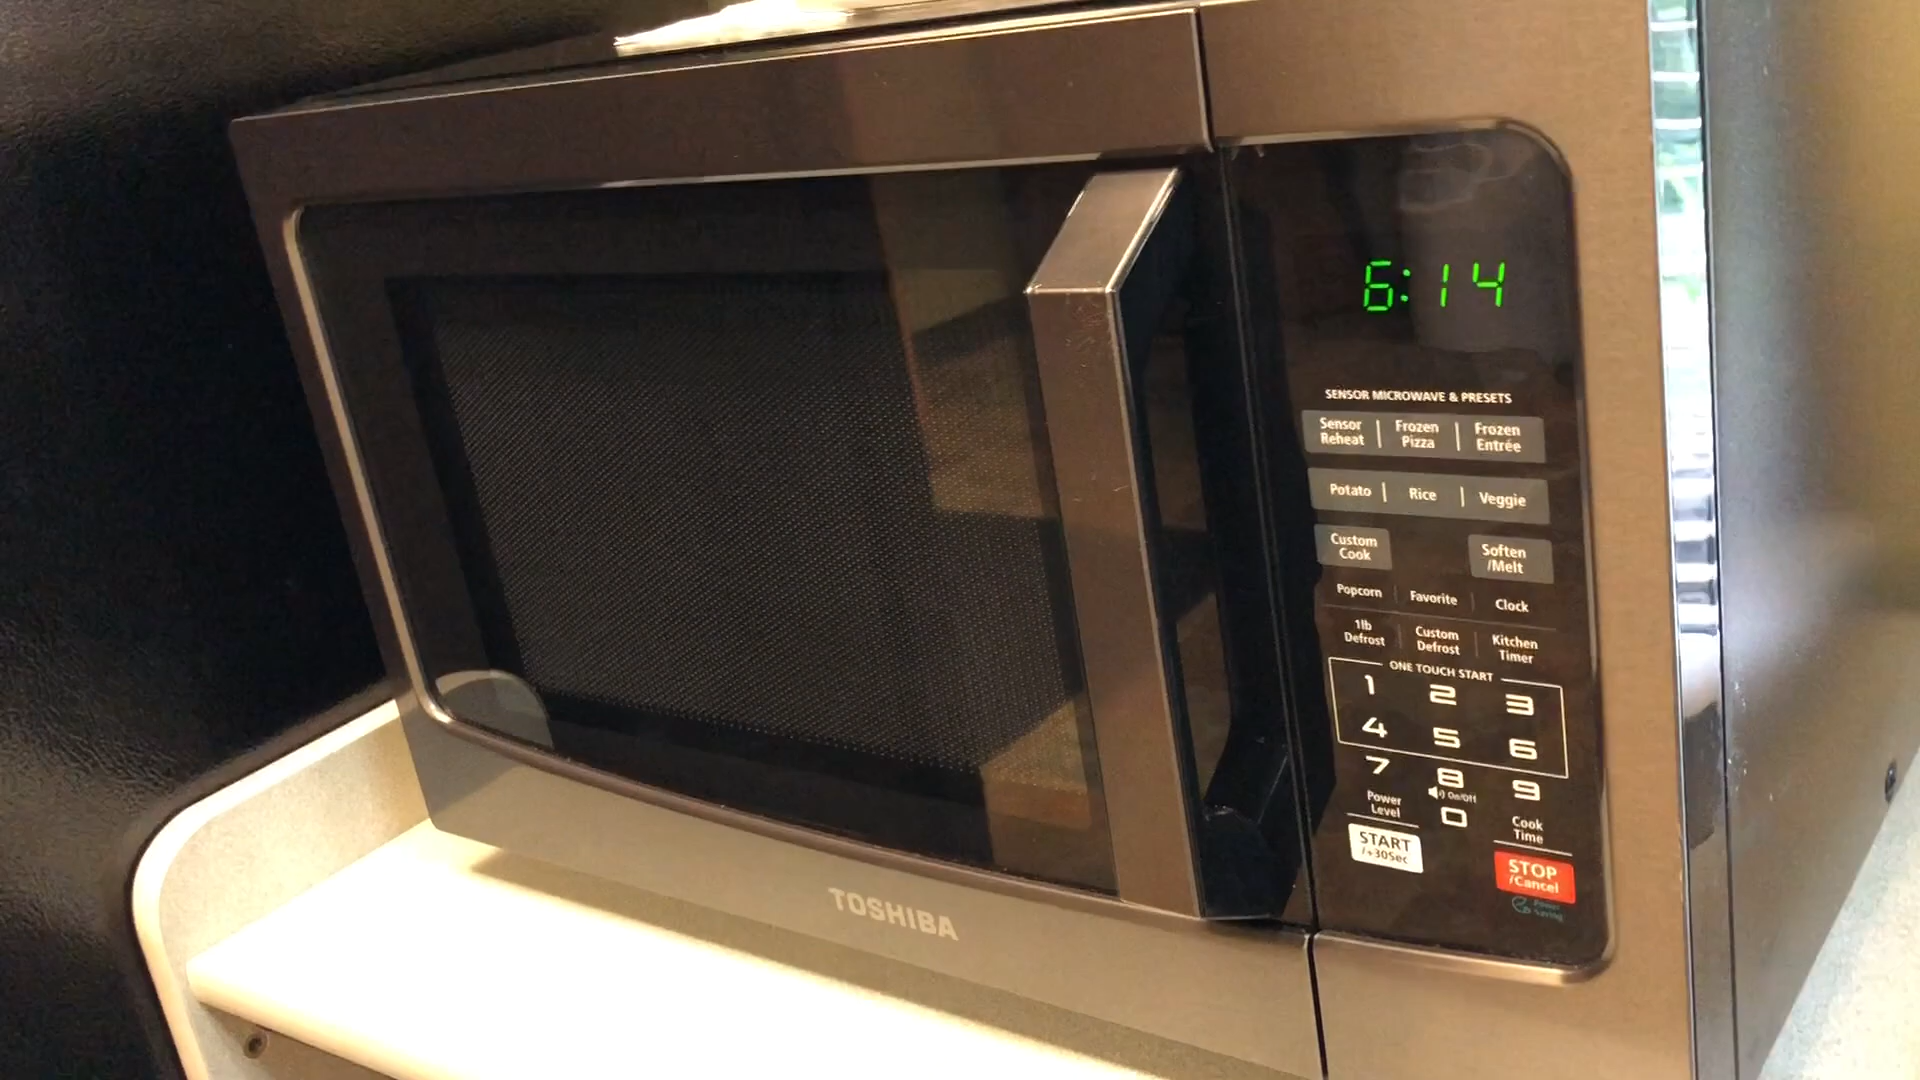 6:14
SENSOR MICROWAVE & PRESETS
Sensor Reheat | Frozen Pizza | Frozen Entrée
Potato | Rice | Veggie
Custom Cook
Soften /Melt
Popcorn Favorite Clock
1lb Defrost Custom Defrost Kitchen Timer
ONE TOUCH START
1 2 3
4 5 6
7 8 9
On/Off
Power Level 0 Cook Time
START /+30Sec
STOP /Cancel
Power Saving
TOSHIBA